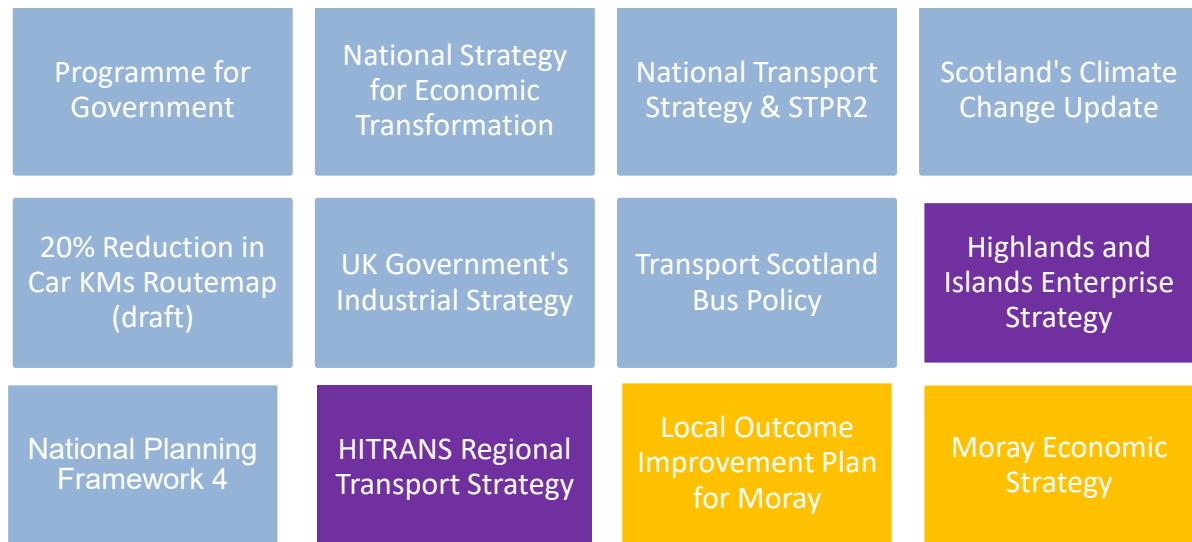 Programme for
Government
National Strategy
for Economic
Transformation
National Transport
Strategy & STPR2
Scotland's Climate
Change Update
20% Reduction in
Car KMs Routemap
(draft)
UK Government's
Industrial Strategy
Transport Scotland
Bus Policy
Highlands and
Islands Enterprise
Strategy
National Planning
Framework 4
HITRANS Regional
Transport Strategy
Local Outcome
Improvement Plan
for Moray
Moray Economic
Strategy